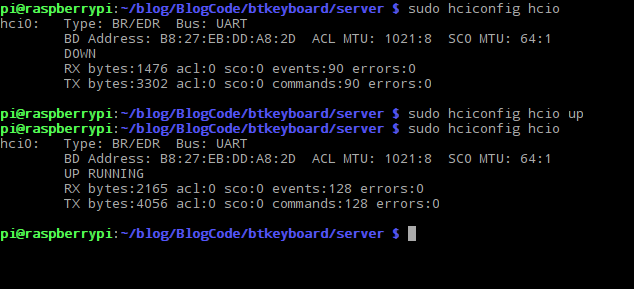 pi@raspberrypi:~/blog/BlogCode/btkeyboard/server $ sudo hciconfig hcio
hci0:   Type: BR/EDR  Bus: UART
        BD Address: B8:27:EB:DD:A8:2D  ACL MTU: 1021:8  SCO MTU: 64:1
        DOWN
        RX bytes:1476 acl:0 sco:0 events:90 errors:0
        TX bytes:3302 acl:0 sco:0 commands:90 errors:0
pi@raspberrypi:~/blog/BlogCode/btkeyboard/server $ sudo hciconfig hcio up
pi@raspberrypi:~/blog/BlogCode/btkeyboard/server $ sudo hciconfig hcio
hci0:   Type: BR/EDR  Bus: UART
        BD Address: B8:27:EB:DD:A8:2D  ACL MTU: 1021:8  SCO MTU: 64:1
        UP RUNNING
        RX bytes:2165 acl:0 sco:0 events:128 errors:0
        TX bytes:4056 acl:0 sco:0 commands:128 errors:0
pi@raspberrypi:~/blog/BlogCode/btkeyboard/server $